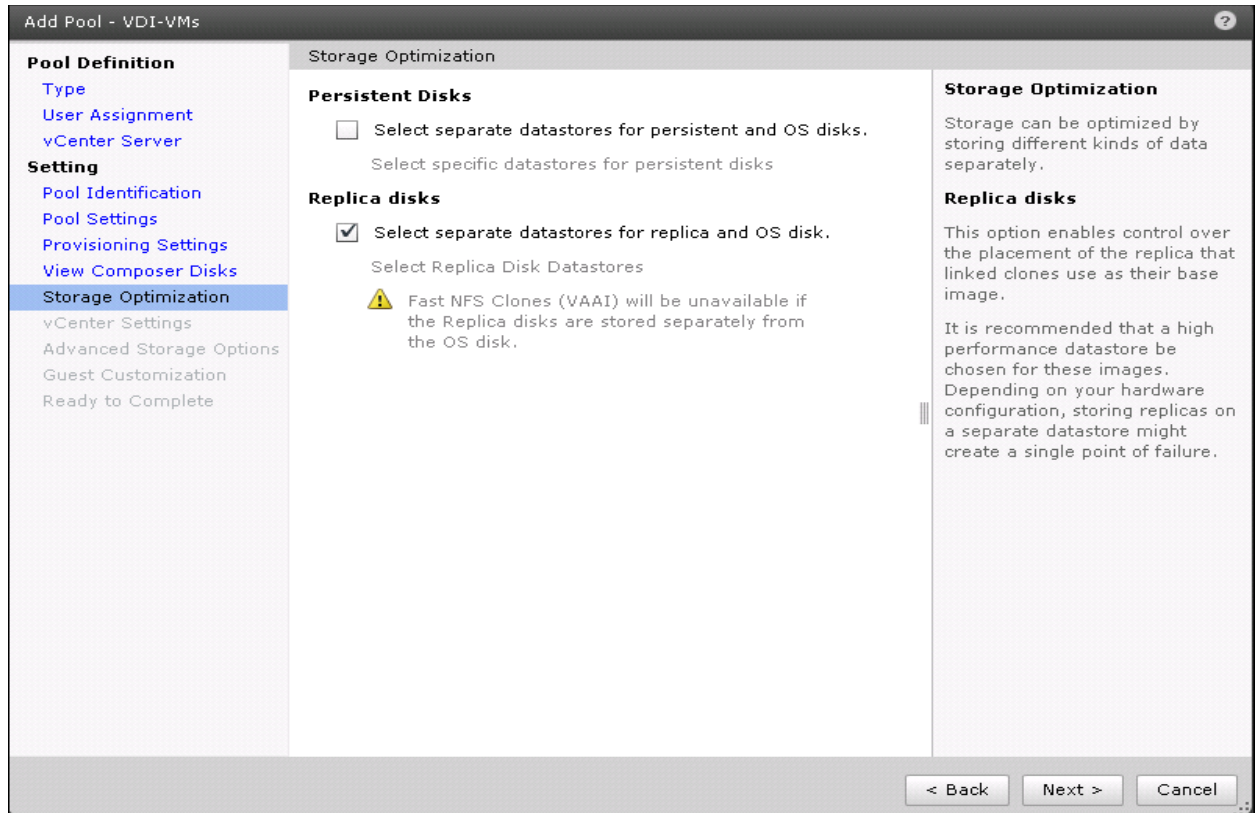 Add Pool - VDI-VMs
?
Pool Definition
Type
User Assignment
vCenter Server
Setting
Pool Identification
Pool Settings
Provisioning Settings
View Composer Disks
Storage Optimization
vCenter Settings
Advanced Storage Options
Guest Customization
Ready to Complete
Storage Optimization
Persistent Disks
Select separate datastores for persistent and OS disks.
Select specific datastores for persistent disks
Replica disks
Select separate datastores for replica and OS disk.
Select Replica Disk Datastores
Fast NFS Clones (VAAI) will be unavailable if
the Replica disks are stored separately from
the OS disk.
Storage Optimization
Storage can be optimized by
storing different kinds of data
separately.
Replica disks
This option enables control over
the placement of the replica that
linked clones use as their base
image.
It is recommended that a high
performance datastore be
chosen for these images.
Depending on your hardware
configuration, storing replicas on
a separate datastore might
create a single point of failure.
< Back
Next >
Cancel